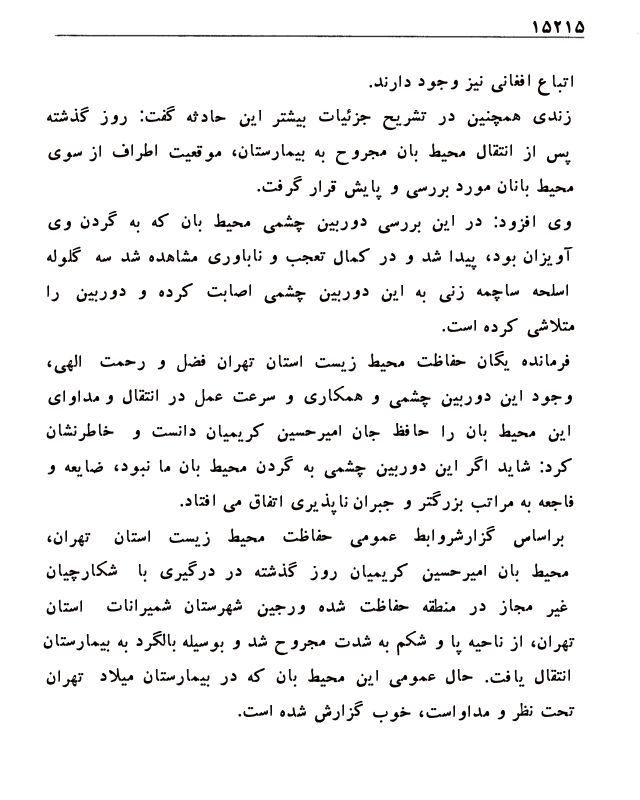 ۱۵۲۱۵
اتباع افغانی نیز وجود دارند.
زندی همچنین در تشریح جزئیات بیشتر این حادثه گفت: روز گذشته
پس از انتقال محیط بان مجروح به بیمارستان، موقعیت اطراف از سوی
محیط بانان مورد بررسی و پایش قرار گرفت.
وی افزود: در این بررسی دوربین چشمی محیط بان که به گردن وی
آویزان بود، پیدا شد و در کمال تعجب و ناباوری مشاهده شد سه گلوله
اسلحه ساچمه زنی به این دوربین چشمی اصابت کرده و دوربین را
متلاشی کرده است.
فرمانده یگان حفاظت محیط زیست استان تهران فضل و رحمت الهی،
وجود این دوربین چشمی و همکاری و سرعت عمل در انتقال و مداوای
این محیط بان را حافظ جان امیرحسین کریمیان دانست و خاطرنشان
کرد: شاید اگر این دوربین چشمی به گردن محیط بان ما نبود، ضایعه و
فاجعه به مراتب بزرگتر و جبران ناپذیری اتفاق می افتاد.
براساس گزارشروابط عمومی حفاظت محیط زیست استان تهران،
محیط بان امیرحسین کریمیان روز گذشته در درگیری با شکارچیان
غیر مجاز در منطقه حفاظت شده ورجین شهرستان شمیرانات استان
تهران، از ناحیه پا و شکم به شدت مجروح شد و بوسیله بالگرد به بیمارستان
انتقال یافت. حال عمومی این محیط بان که در بیمارستان میلاد تهران
تحت نظر و مداواست، خوب گزارش شده است.